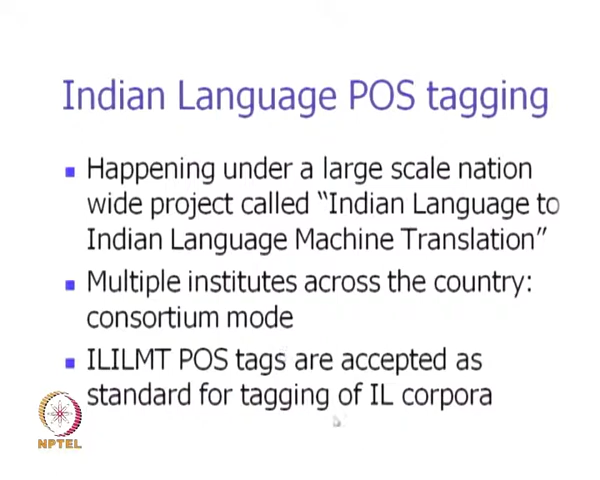 Indian Language POS tagging
Happening under a large scale nation
wide project called “Indian Language to
Indian Language Machine Translation”
Multiple institutes across the country:
consortium mode
ILILMT POS tags are accepted as
standard for tagging of IL corpora
NPTEL